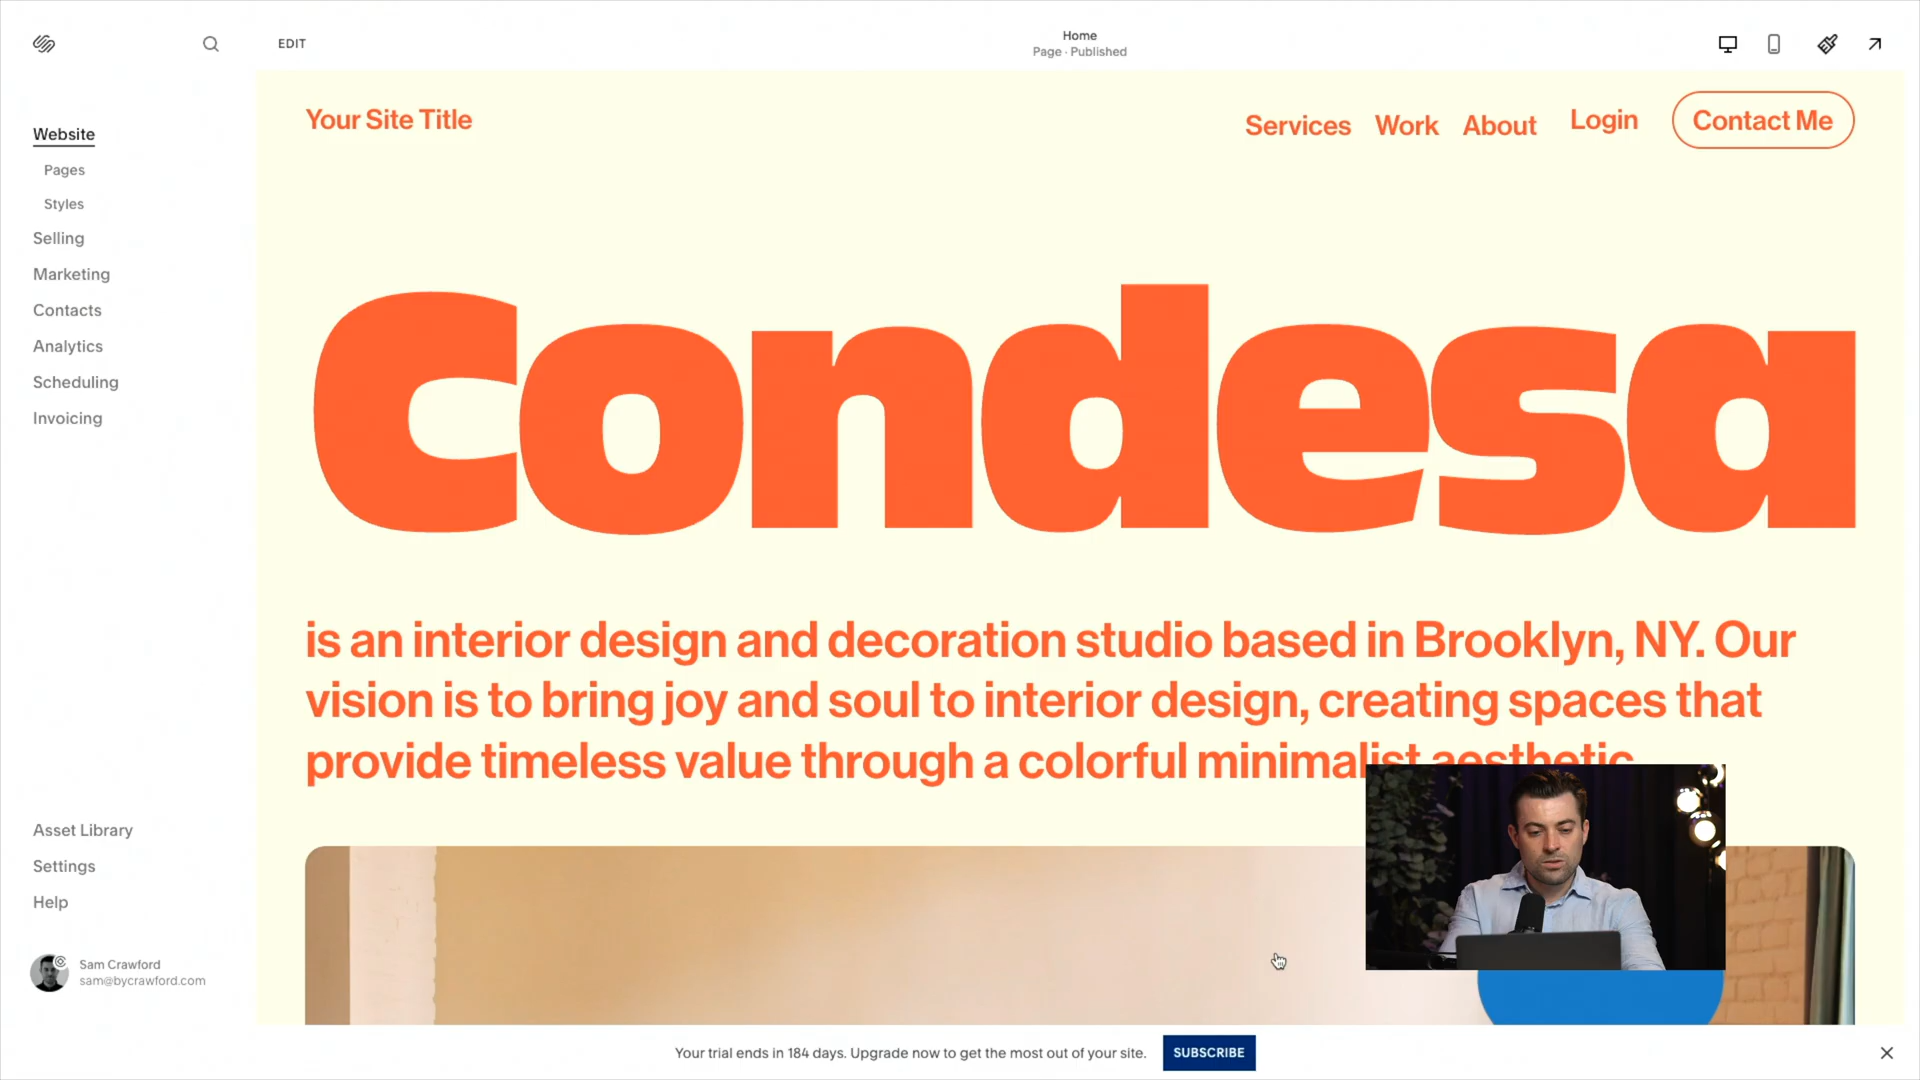 EDIT
Home
Page · Published
Website
Pages
Styles
Selling
Marketing
Contacts
Analytics
Scheduling
Invoicing
Asset Library
Settings
Help
Sam Crawford
sam@bycrawford.com
Your Site Title
Services Work About Login Contact Me
Condesa
is an interior design and decoration studio based in Brooklyn, NY. Our
vision is to bring joy and soul to interior design, creating spaces that
provide timeless value through a colorful minimalist aesthetic
Your trial ends in 184 days. Upgrade now to get the most out of your site. SUBSCRIBE